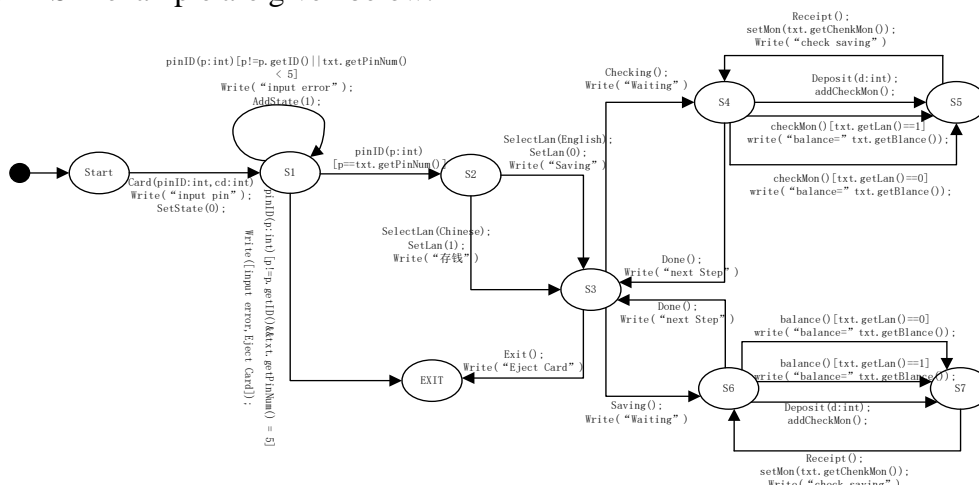 pinID(p:int)[p!=p.getID()||txt.getPinNum()
< 5]
Write(“input error”);
AddState(1);
Start
Card(pinID:int,cd:int)
Write(“input pin”);
SetState(0);
S1
pinID(p:int)
[p==txt.getPinNum()]
pinID(p:int)[p!=p.getID()&&txt.getPinNum() = 5]
Write([input error,Eject Card]);
S2
SelectLan(English);
SetLan(0);
Write(“Saving”)
SelectLan(Chinese);
SetLan(1);
Write(“存钱”)
S3
Exit();
Write(“Eject Card”)
EXIT
Checking();
Write(“Waiting”)
Receipt();
setMon(txt.getChenkMon());
Write(“check saving”)
S4
Deposit(d:int);
addCheckMon();
checkMon()[txt.getLan()==1]
write(“balance=” txt.getBlance());
checkMon()[txt.getLan()==0]
write(“balance=” txt.getBlance());
S5
Done();
Write(“next Step”)
Done();
Write(“next Step”)
Saving();
Write(“Waiting”)
balance()[txt.getLan()==0]
write(“balance=” txt.getBlance());
balance()[txt.getLan()==1]
write(“balance=” txt.getBlance());
S6
S7
Deposit(d:int);
addCheckMon();
Receipt();
setMon(txt.getChenkMon());
Write(“check saving”)